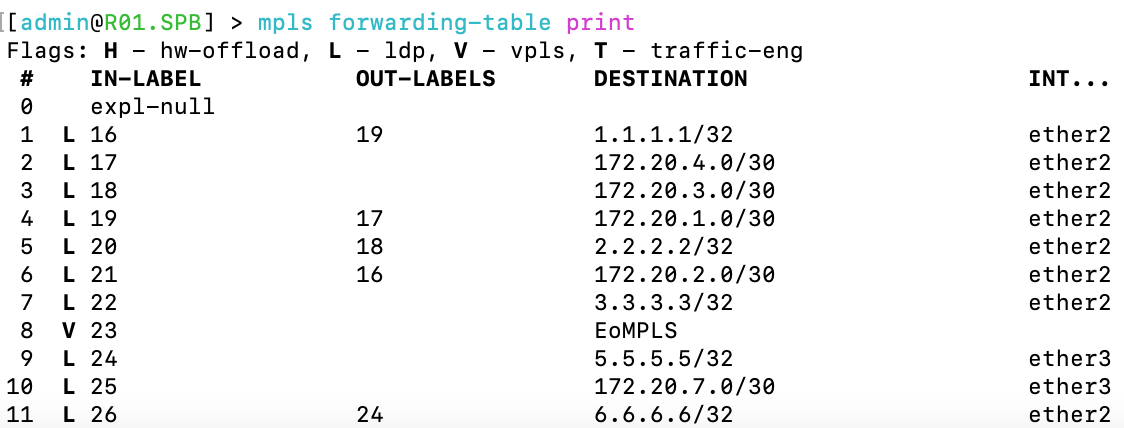 [[admin@R01.SPB] > mpls forwarding-table print
Flags: H - hw-offload, L - ldp, V - vpls, T - traffic-eng
# IN-LABEL OUT-LABELS DESTINATION INT...
0 expl-null
1 L 16 19 1.1.1.1/32 ether2
2 L 17 172.20.4.0/30 ether2
3 L 18 172.20.3.0/30 ether2
4 L 19 17 172.20.1.0/30 ether2
5 L 20 18 2.2.2.2/32 ether2
6 L 21 16 172.20.2.0/30 ether2
7 L 22 3.3.3.3/32 ether2
8 V 23 EoMPLS
9 L 24 5.5.5.5/32 ether3
10 L 25 172.20.7.0/30 ether3
11 L 26 24 6.6.6.6/32 ether2